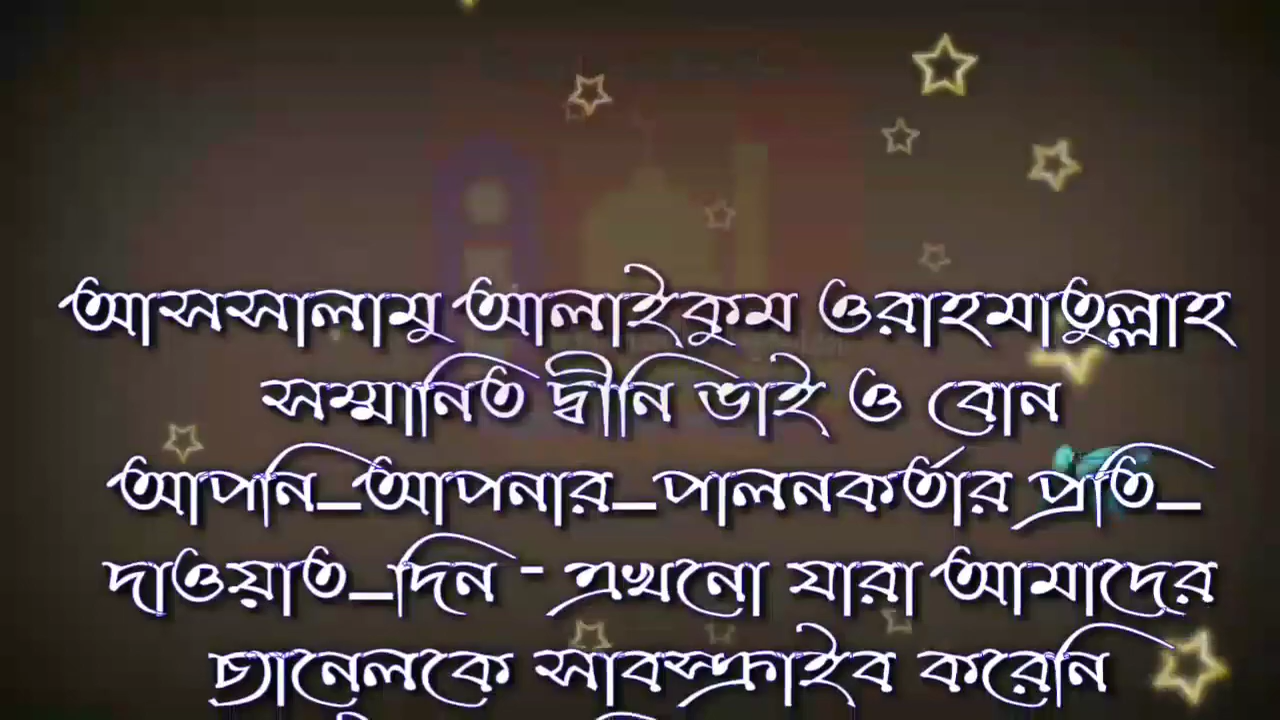 আসসালামু আলাইকুম ওরাহমাতুল্লাহ
সম্মানিত দ্বীনি ভাই ও বোন
আপনি_আপনার_পালনকর্তার প্রতি_
দাওয়াত_দিন - এখনো যারা আমাদের
চ্যানেলকে সাবস্ক্রাইব করেনি